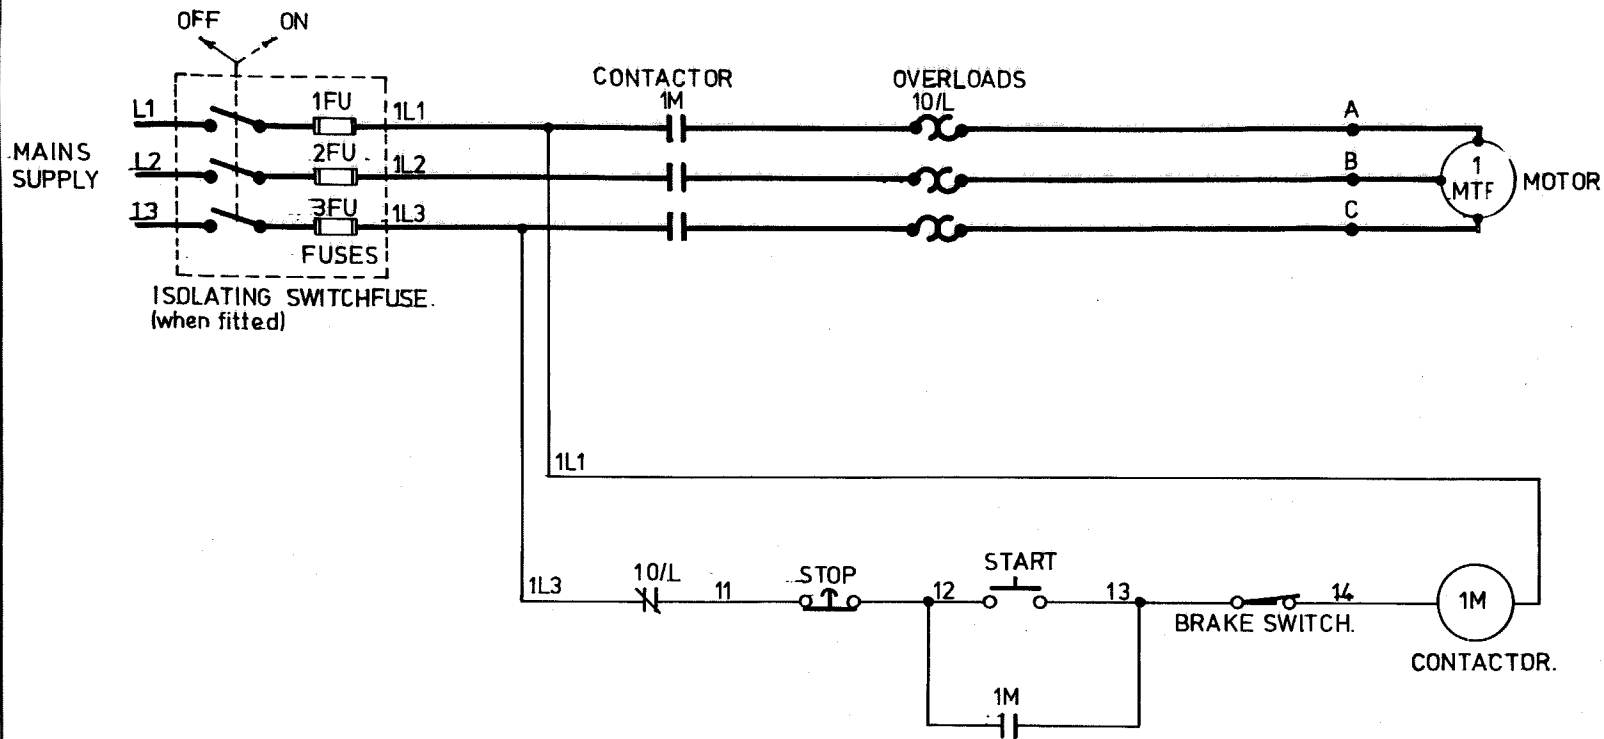 OFF ON
CONTACTOR
1M
OVERLOADS
10/L
MAINS
SUPPLY
L1
1FU
1L1
L2
2FU
1L2
L3
3FU
1L3
FUSES
A
B
C
1
MTR
MOTOR
ISOLATING SWITCHFUSE.
(when fitted)
1L1
1L3
10/L
11
STOP
12
START
13
BRAKE SWITCH.
14
1M
CONTACTOR.
1M